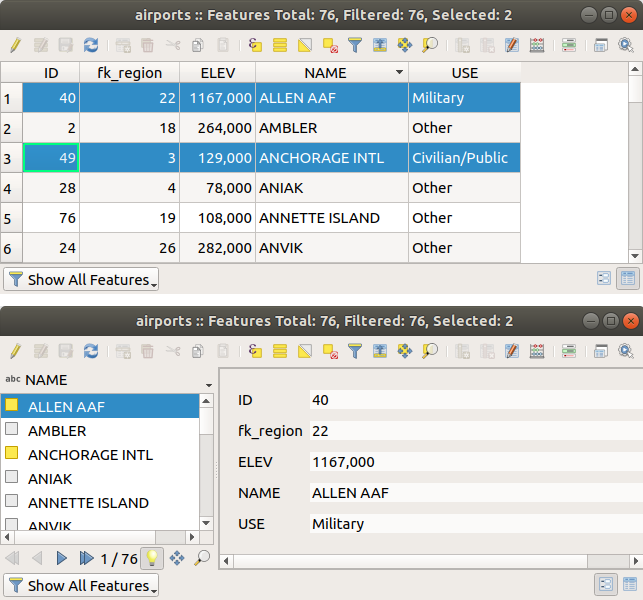 airports :: Features Total: 76, Filtered: 76, Selected: 2
ID fk_region ELEV NAME USE
1 40 22 1167,000 ALLEN AAF Military
2 2 18 264,000 AMBLER Other
3 49 3 129,000 ANCHORAGE INTL Civilian/Public
4 28 4 78,000 ANIAK Other
5 76 19 108,000 ANNETTE ISLAND Other
6 24 26 282,000 ANVIK Other
Show All Features
airports :: Features Total: 76, Filtered: 76, Selected: 2
abc NAME
ALLEN AAF
AMBLER
ANCHORAGE INTL
ANIAK
ANNETTE ISLAND
ANVIK
1 / 76
ID 40
fk_region 22
ELEV 1167,000
NAME ALLEN AAF
USE Military
Show All Features